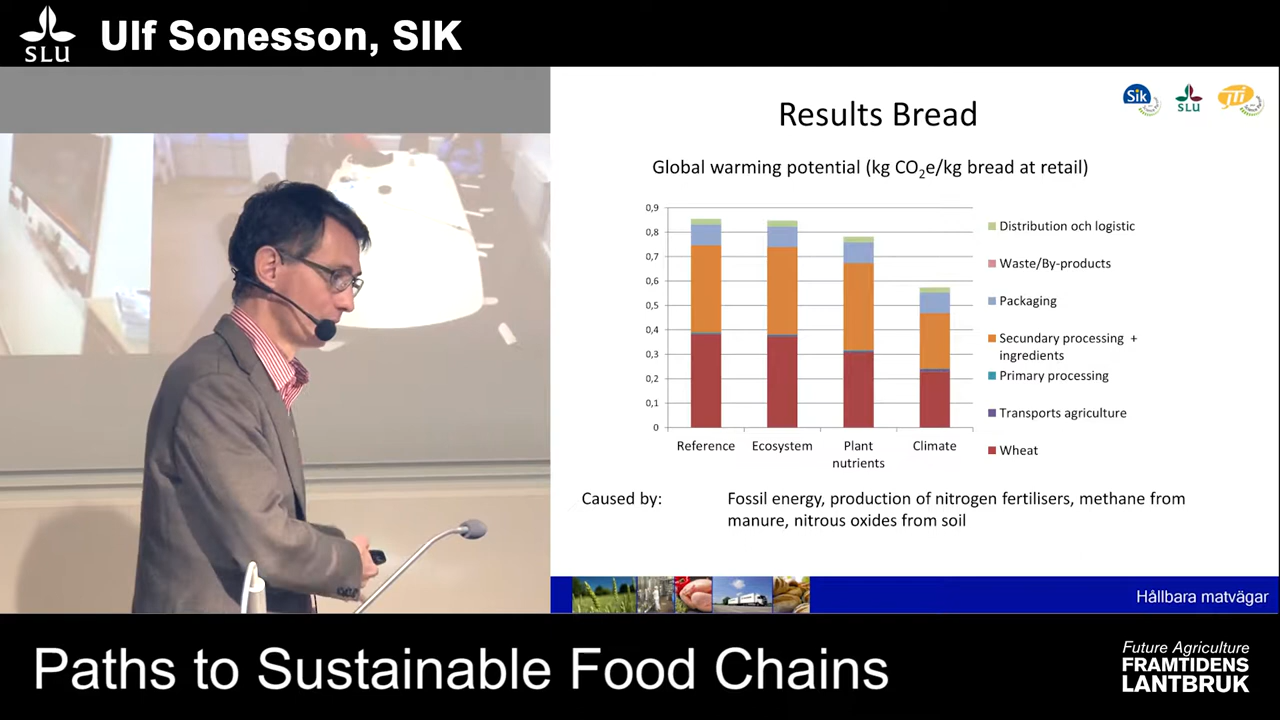 SLU
Ulf Sonesson, SIK
Sik
SLU
JTI
Results Bread
Global warming potential (kg CO₂e/kg bread at retail)
0,9
0,8
0,7
0,6
0,5
0,4
0,3
0,2
0,1
0
Reference
Ecosystem
Plant
nutrients
Climate
Distribution och logistic
Waste/By-products
Packaging
Secundary processing +
ingredients
Primary processing
Transports agriculture
Wheat
Caused by:
Fossil energy, production of nitrogen fertilisers, methane from
manure, nitrous oxides from soil
Hållbara matvägar
Paths to Sustainable Food Chains
Future Agriculture
FRAMTIDENS
LANTBRUK